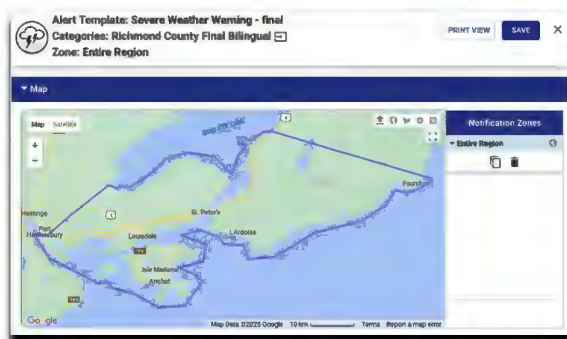 Alert Template: Severe Weather Warning - final
Categories: Richmond County Final Bilingual
Zone: Entire Region
PRINT VIEW
SAVE
Map
Map Satellite
Notification Zones
Entire Region
4
Hastings
Port
Hawkesbury
4
St. Peter's
Fourchu
Louisdale
L'Ardoise
Isle Madame
Arichat
Google
Map Data ©2025 Google 10 km Terms Report a map error